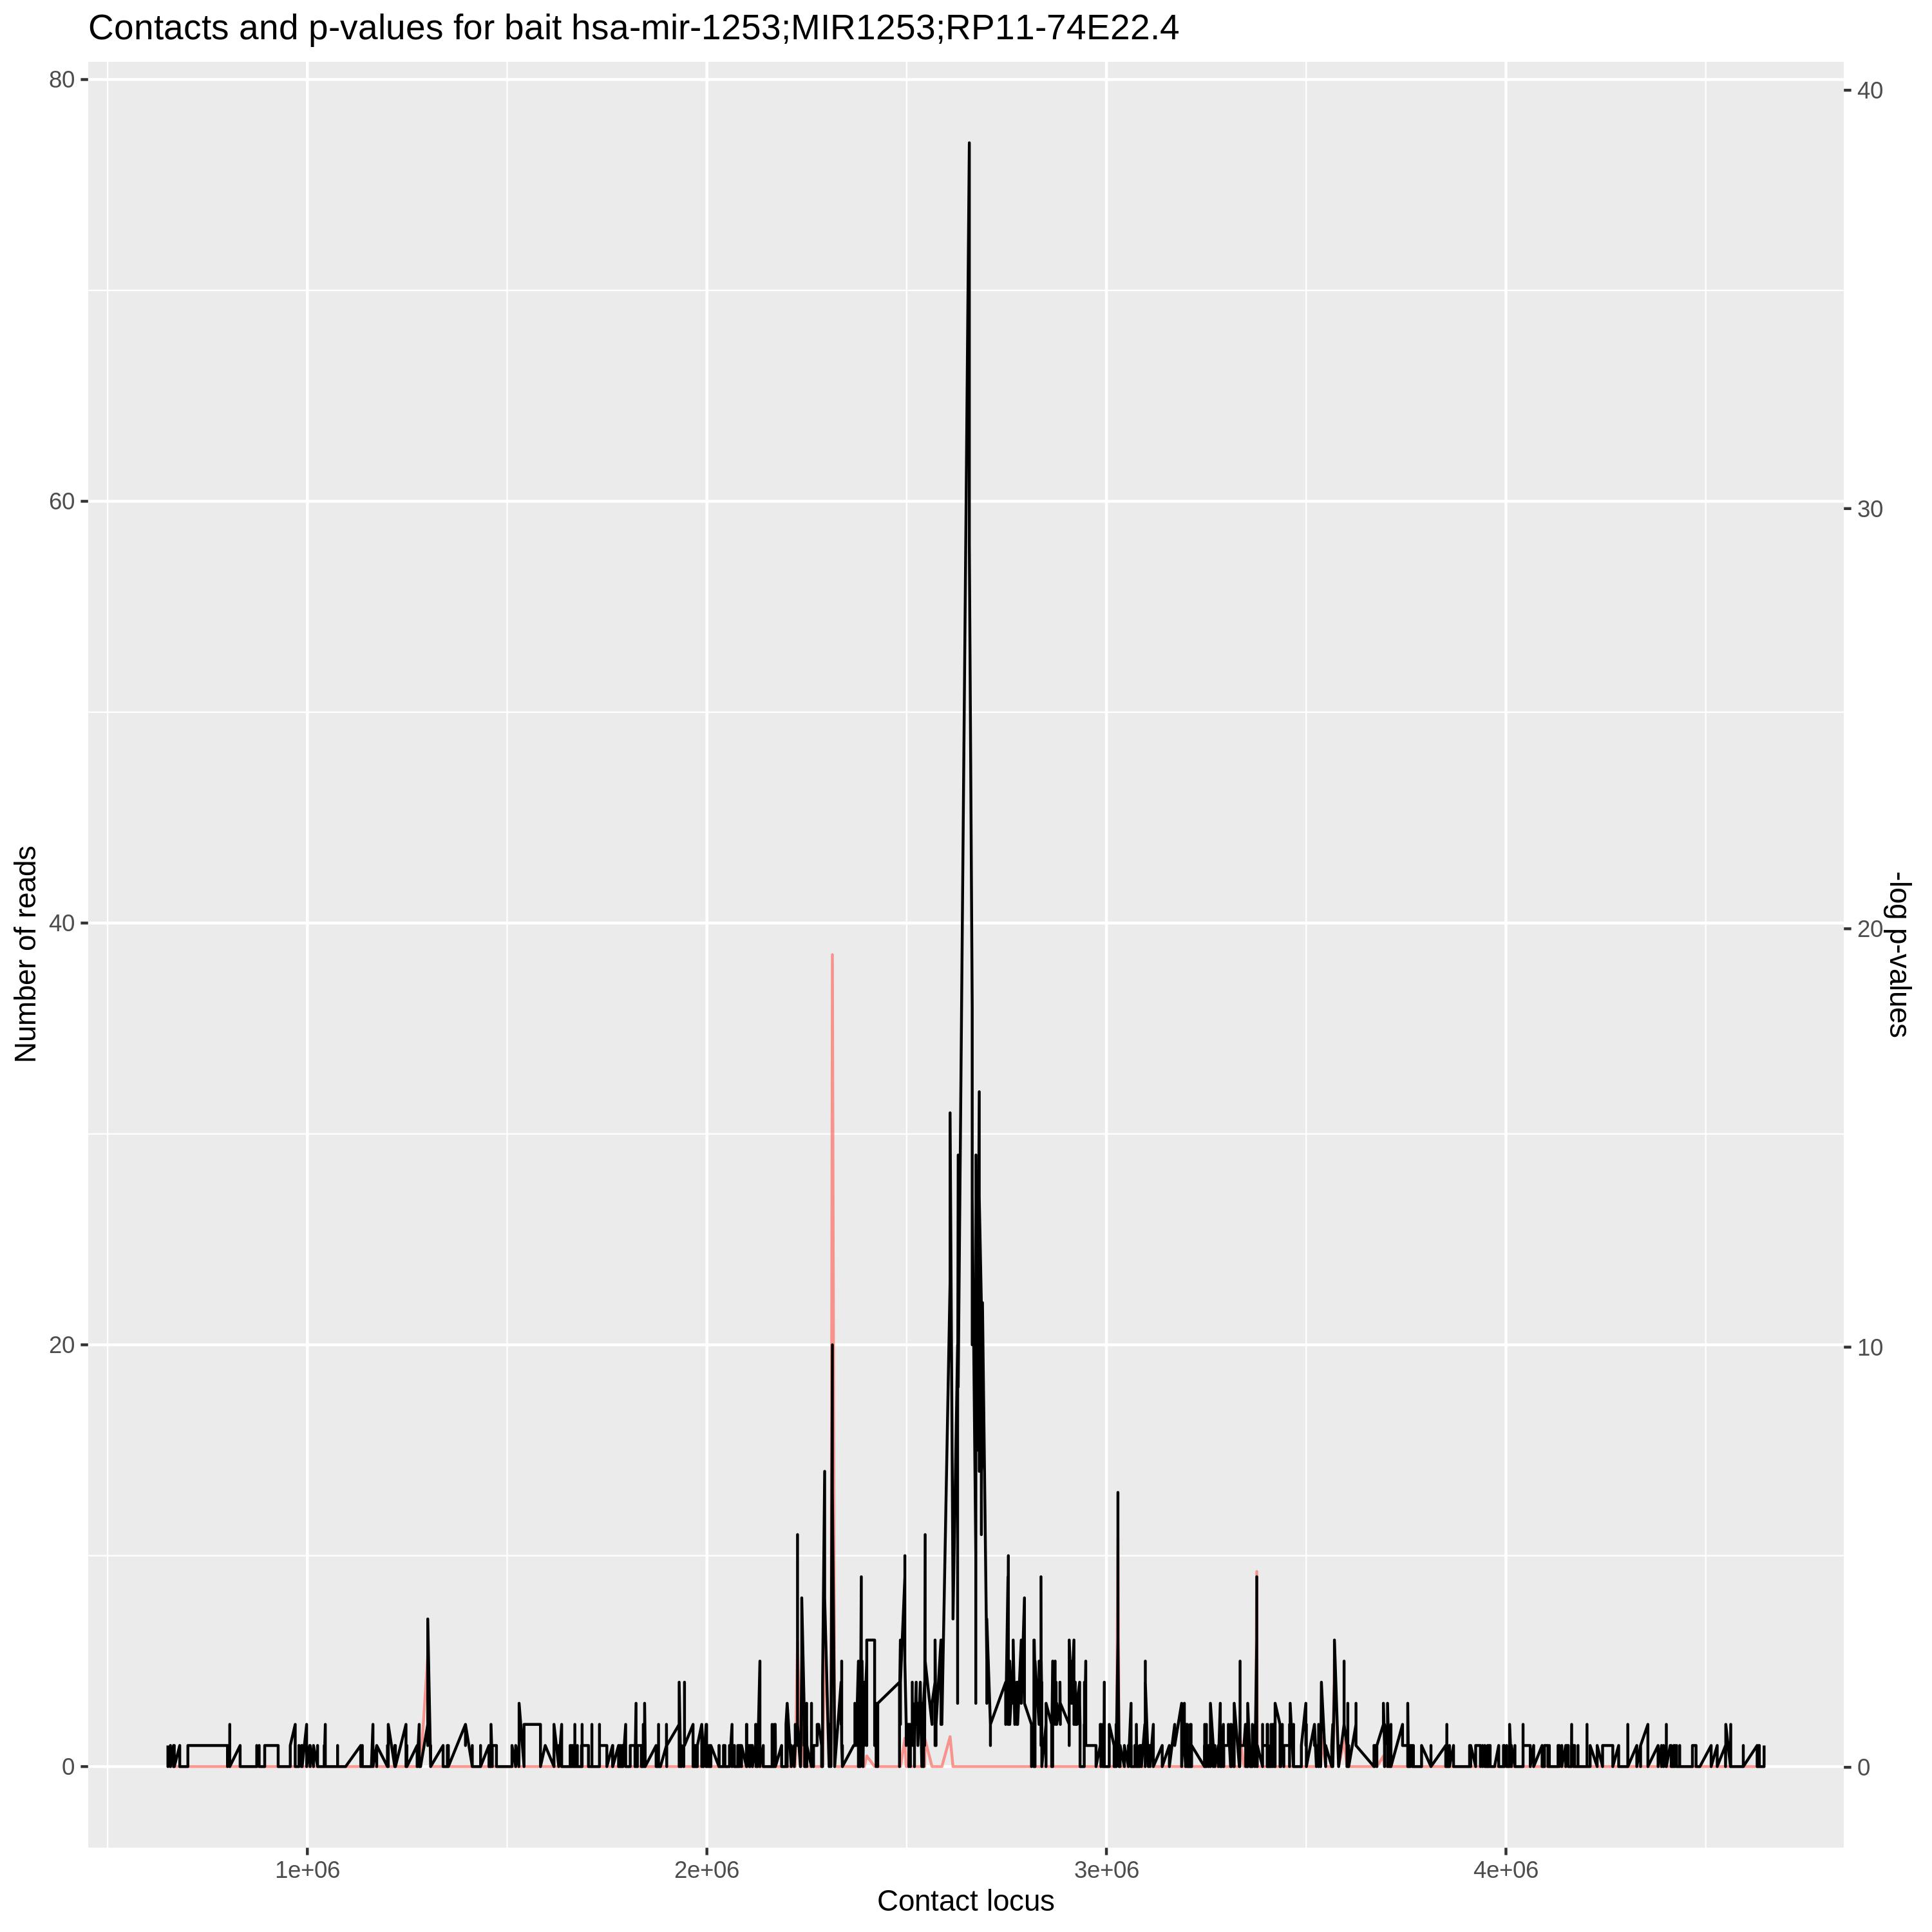 Contacts and p-values for bait hsa-mir-1253;MIR1253;RP11-74E22.4
80
60
40
20
0
Number of reads
40
30
20
10
0
-log p-values
1e+06
2e+06
3e+06
4e+06
Contact locus